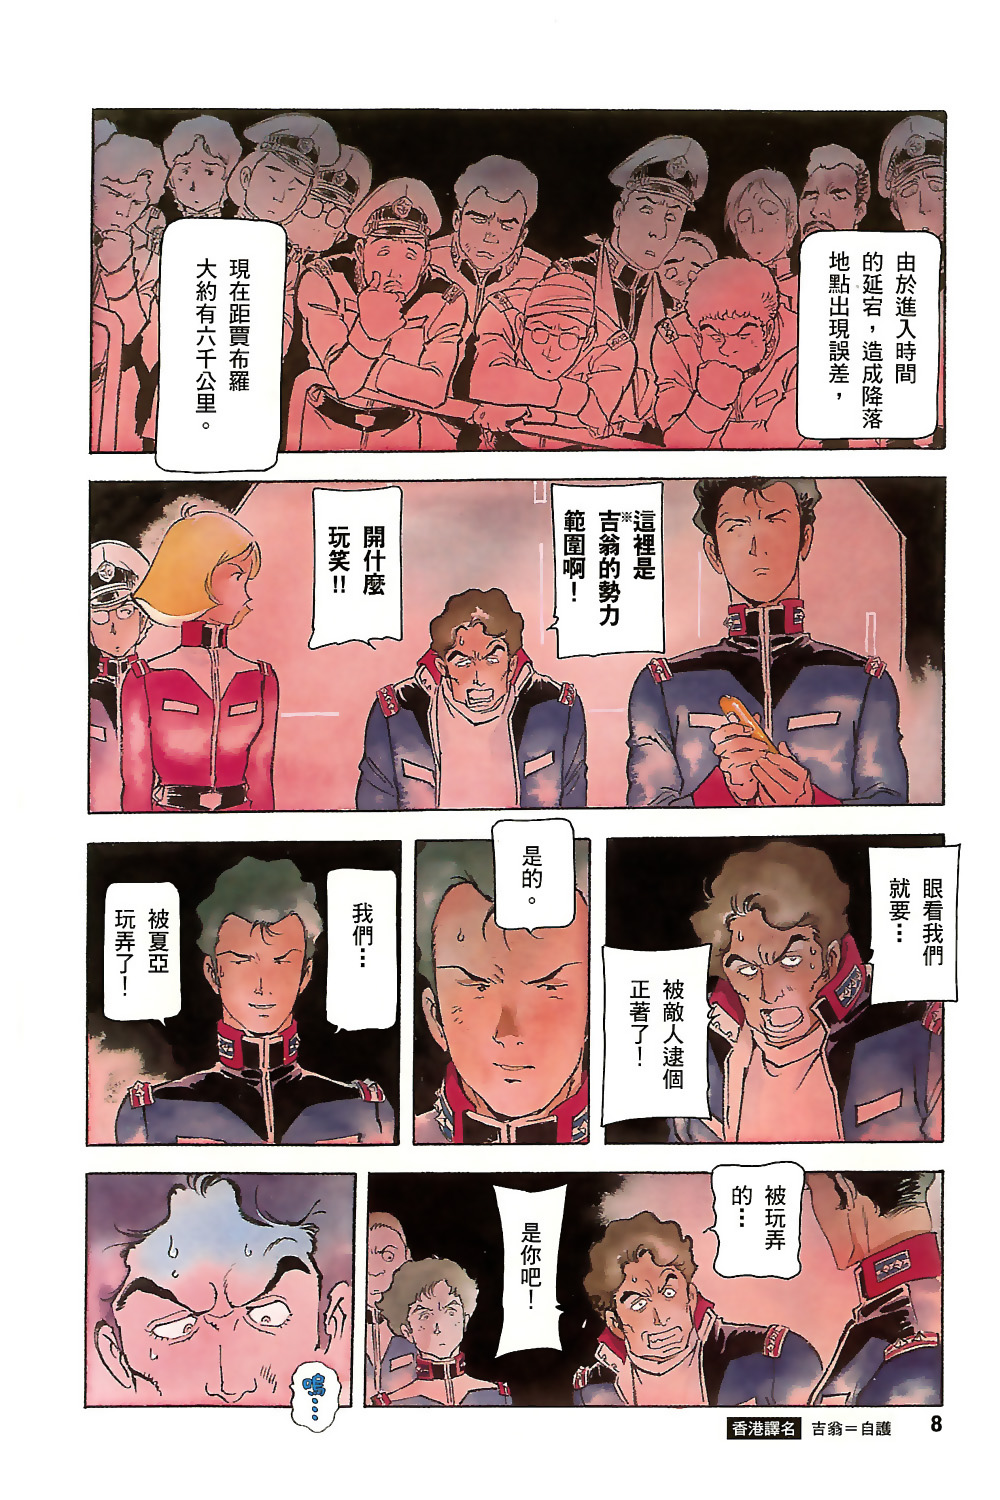 由於進入時間
的延宕，造成降落
地點出現誤差，
現在距賈布羅
大約有六千公里。
這裡是
※吉翁的勢力
範圍啊！
開什麼
玩笑!!
眼看我們
就要…
被敵人逮個
正著了！
是的。
我們…
被夏亞
玩弄了！
被玩弄
的…
是你吧！
嗚…
香港譯名 吉翁＝自護
8